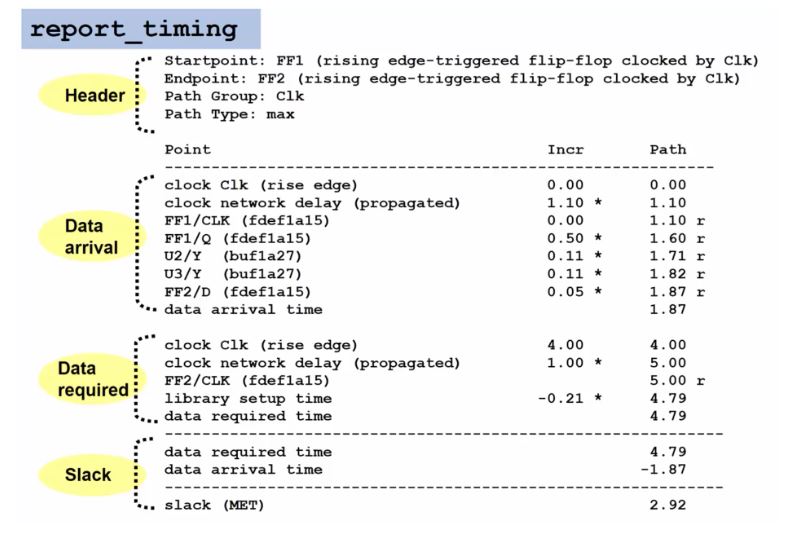 report_timing
Header
Startpoint: FF1 (rising edge-triggered flip-flop clocked by Clk)
Endpoint: FF2 (rising edge-triggered flip-flop clocked by Clk)
Path Group: Clk
Path Type: max
Point Incr Path
Data arrival
clock Clk (rise edge) 0.00 0.00
clock network delay (propagated) 1.10 * 1.10
FF1/CLK (fdef1a15) 0.00 1.10 r
FF1/Q (fdef1a15) 0.50 * 1.60 r
U2/Y (buf1a27) 0.11 * 1.71 r
U3/Y (buf1a27) 0.11 * 1.82 r
FF2/D (fdef1a15) 0.05 * 1.87 r
data arrival time 1.87
Data required
clock Clk (rise edge) 4.00 4.00
clock network delay (propagated) 1.00 * 5.00
FF2/CLK (fdef1a15) 5.00 r
library setup time -0.21 * 4.79
data required time 4.79
Slack
data required time 4.79
data arrival time -1.87
slack (MET) 2.92